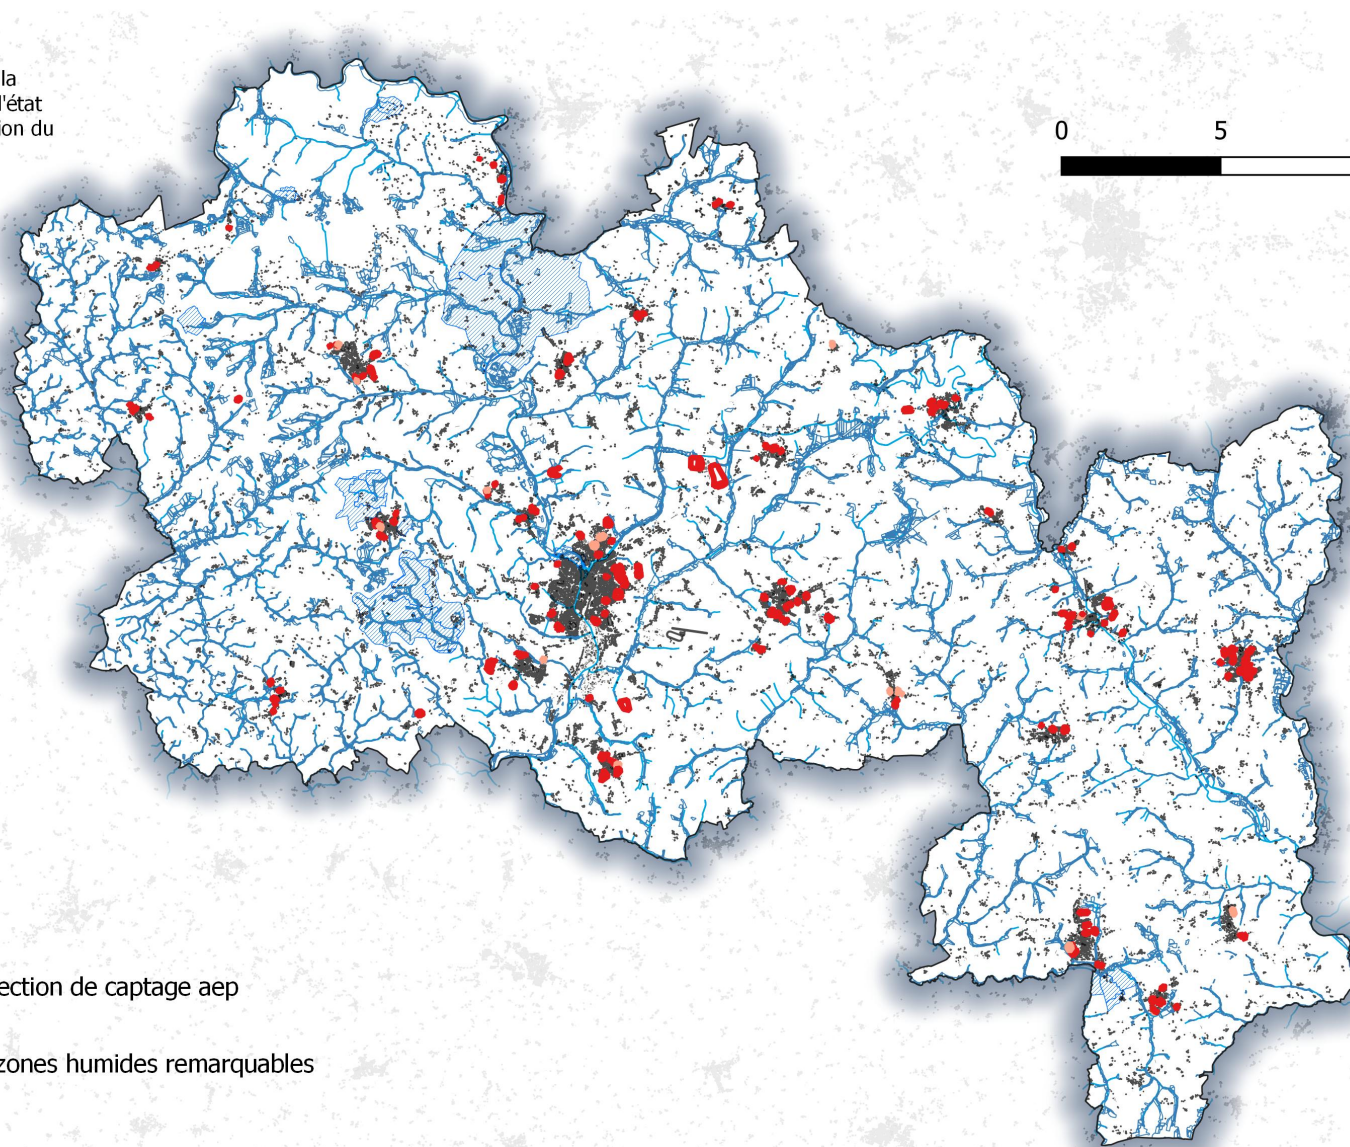 la
l'état
ion du
0 5
ection de captage aep
zones humides remarquables